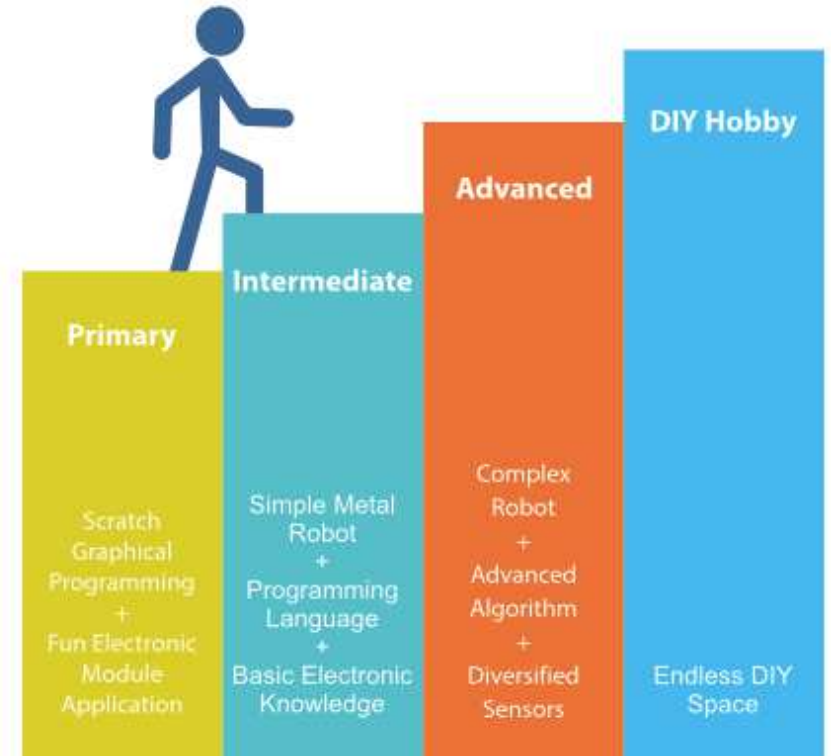 Primary
Scratch
Graphical
Programming
+
Fun Electronic
Module
Application
Intermediate
Simple Metal
Robot
+
Programming
Language
+
Basic Electronic
Knowledge
Advanced
Complex
Robot
+
Advanced
Algorithm
+
Diversified
Sensors
DIY Hobby
Endless DIY
Space